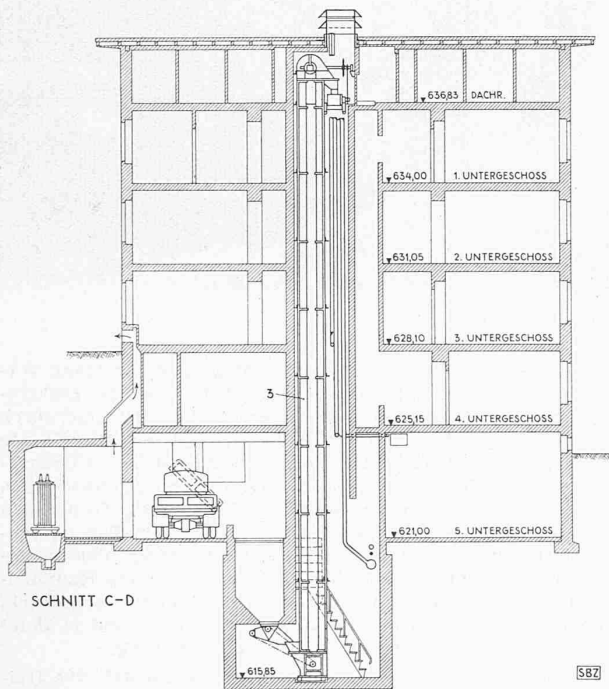 636,83 DACHR.
634,00 1. UNTERGESCHOSS
631,05 2. UNTERGESCHOSS
628,10 3. UNTERGESCHOSS
3
625,15 4. UNTERGESCHOSS
621,00 5. UNTERGESCHOSS
SCHNITT C-D
615,85
SBZ